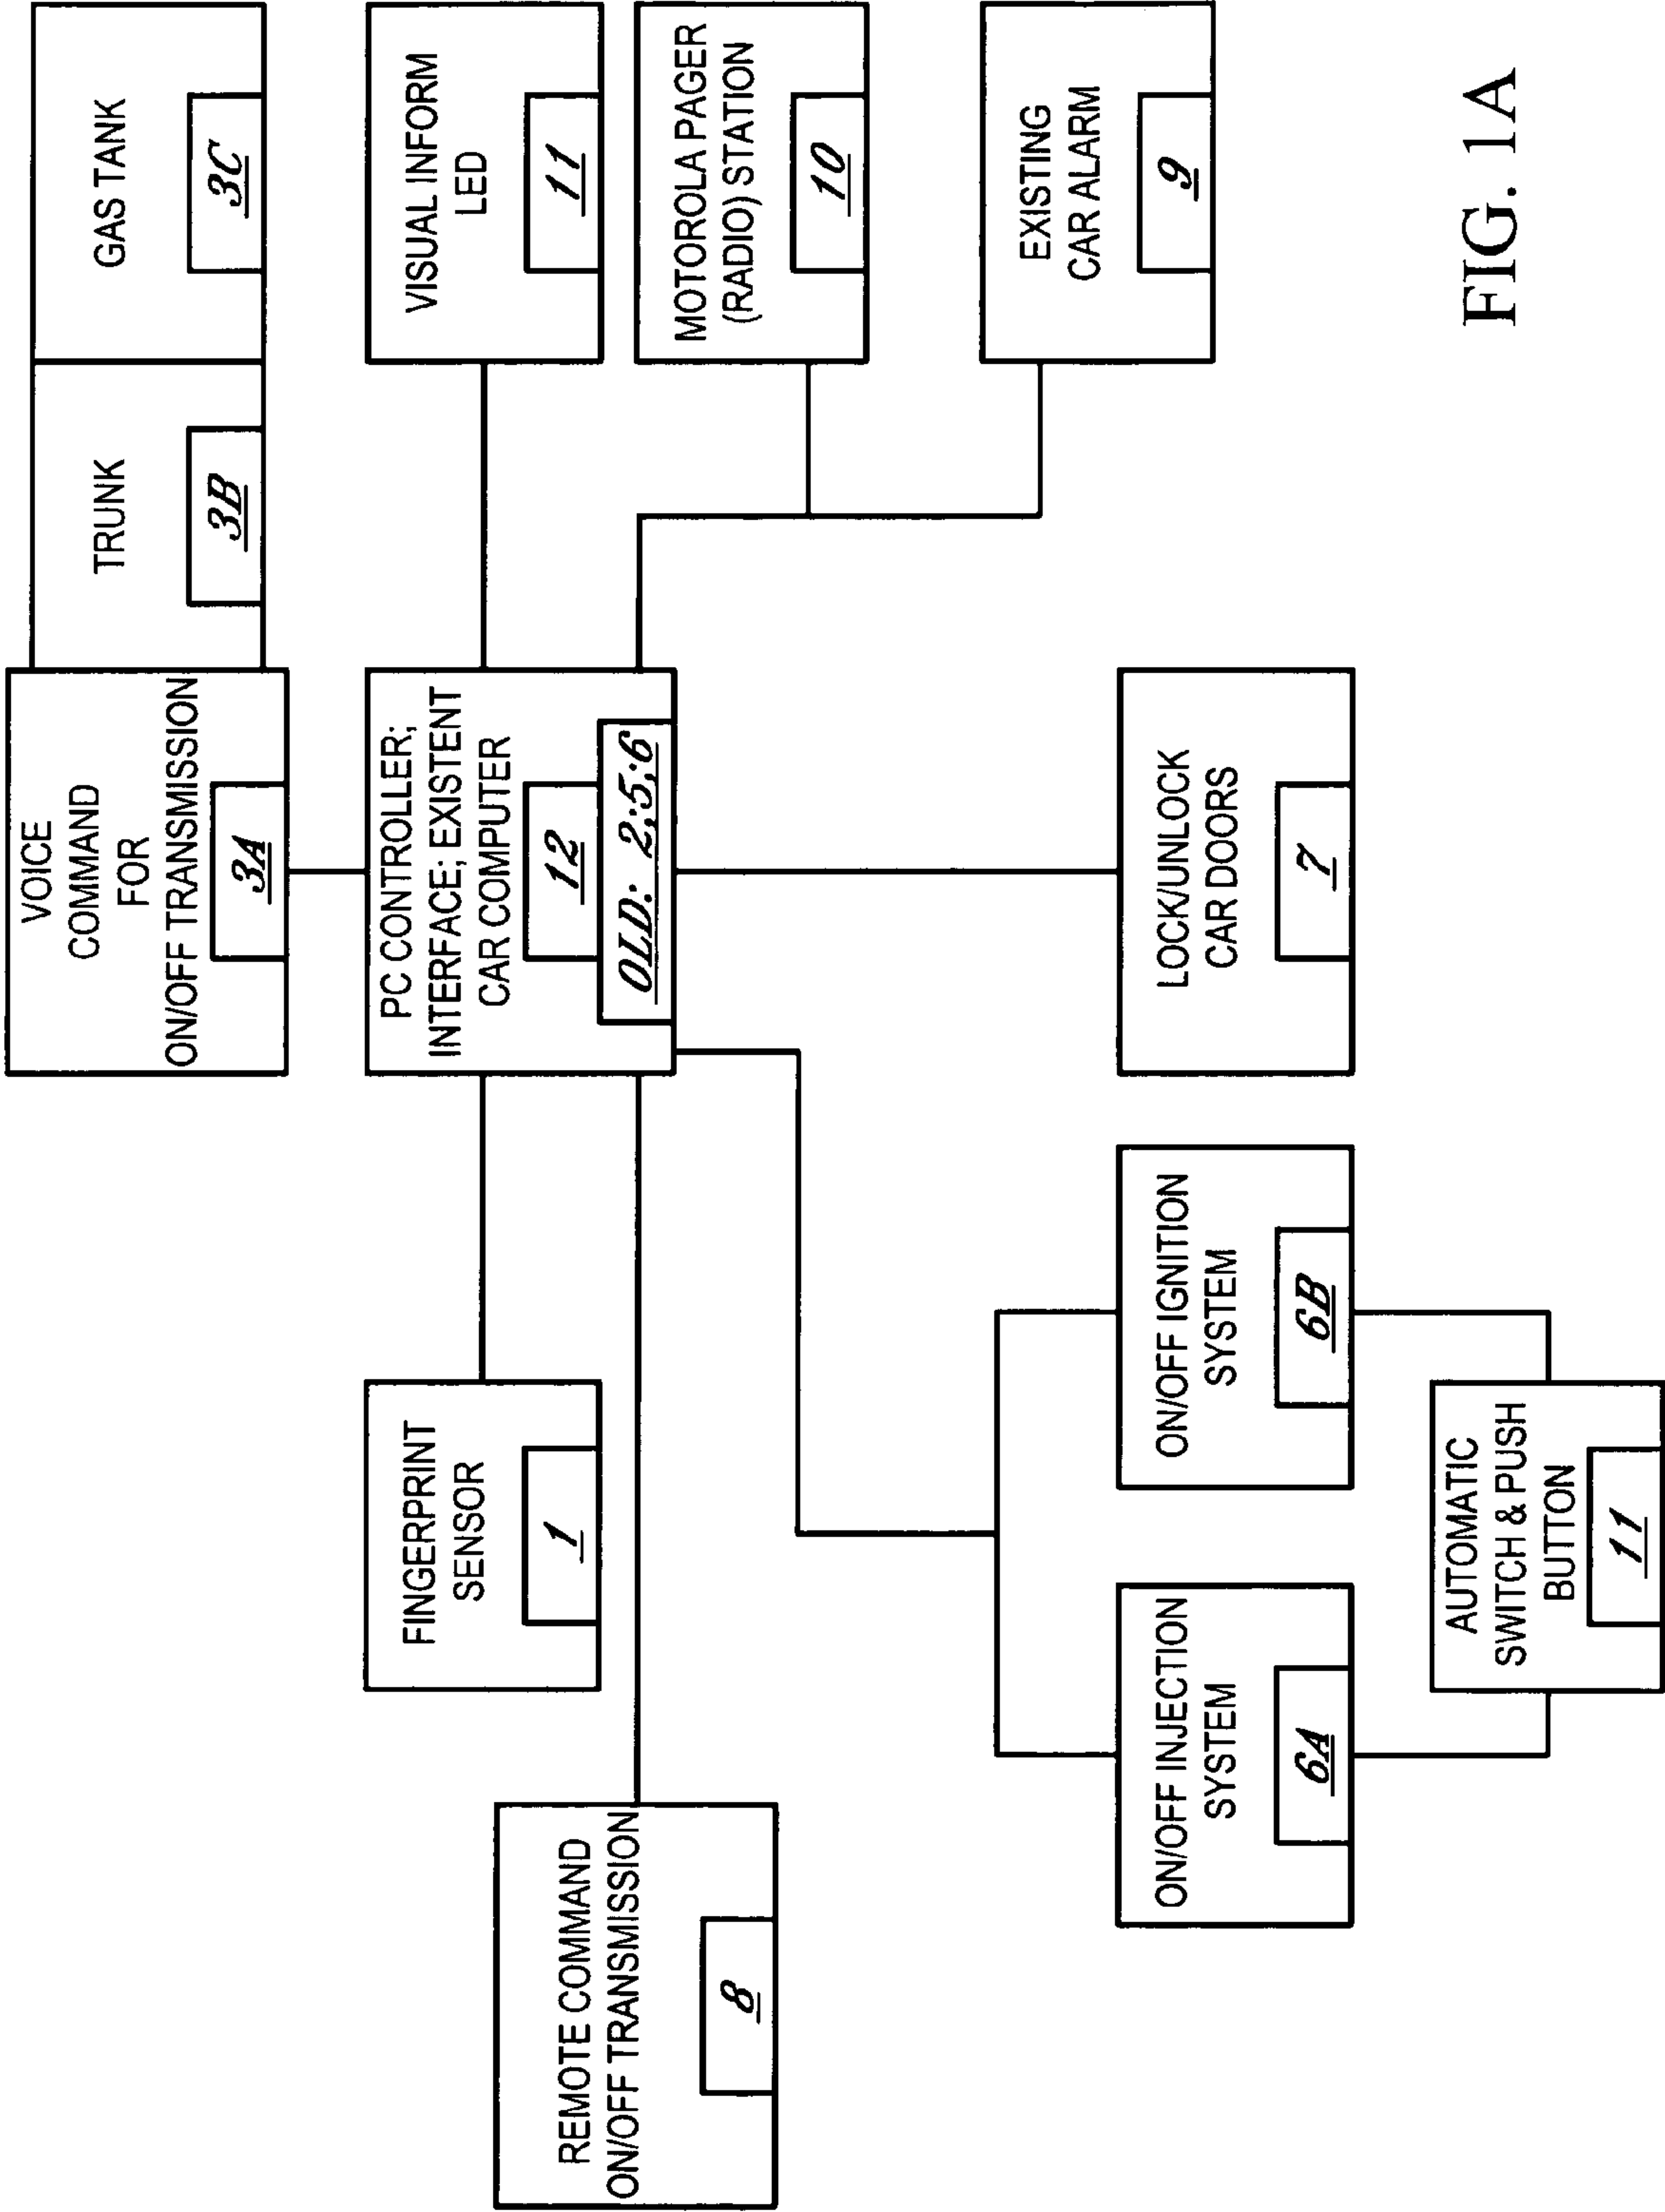 VOICE
COMMAND
FOR
ON/OFF TRANSMISSION
3A
TRUNK
3B
GAS TANK
3C
REMOTE COMMAND
ON/OFF TRANSMISSION
8
FINGERPRINT
SENSOR
1
PC CONTROLLER;
INTERFACE; EXISTENT
CAR COMPUTER
12
OLD: 2;5;6
VISUAL INFORM
LED
11
MOTOROLA PAGER
(RADIO) STATION
10
EXISTING
CAR ALARM
9
ON/OFF INJECTION
SYSTEM
6A
ON/OFF IGNITION
SYSTEM
6B
LOCK/UNLOCK
CAR DOORS
7
AUTOMATIC
SWITCH & PUSH
BUTTON
11
FIG. 1A